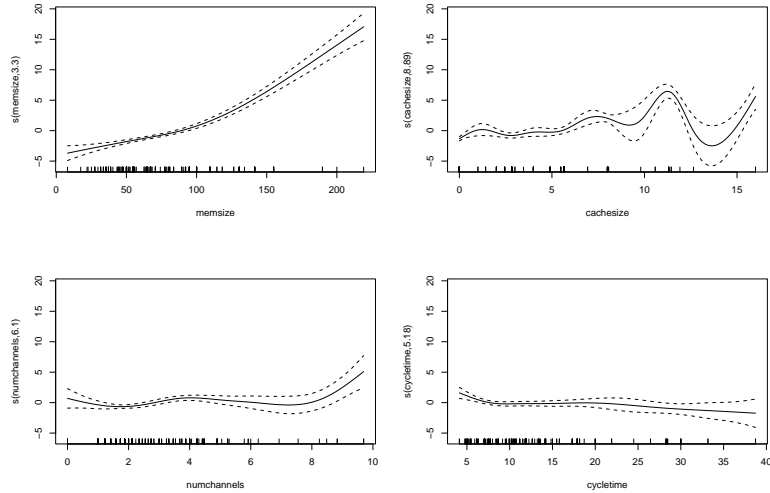 s(memsize,3.3)
20
15
10
5
0
−5
0 50 100 150 200
memsize
s(cachesize,8.89)
20
15
10
5
0
−5
0 5 10 15
cachesize
s(numchannels,6.1)
20
15
10
5
0
−5
0 2 4 6 8 10
numchannels
s(cycletime,5.18)
20
15
10
5
0
−5
5 10 15 20 25 30 35 40
cycletime